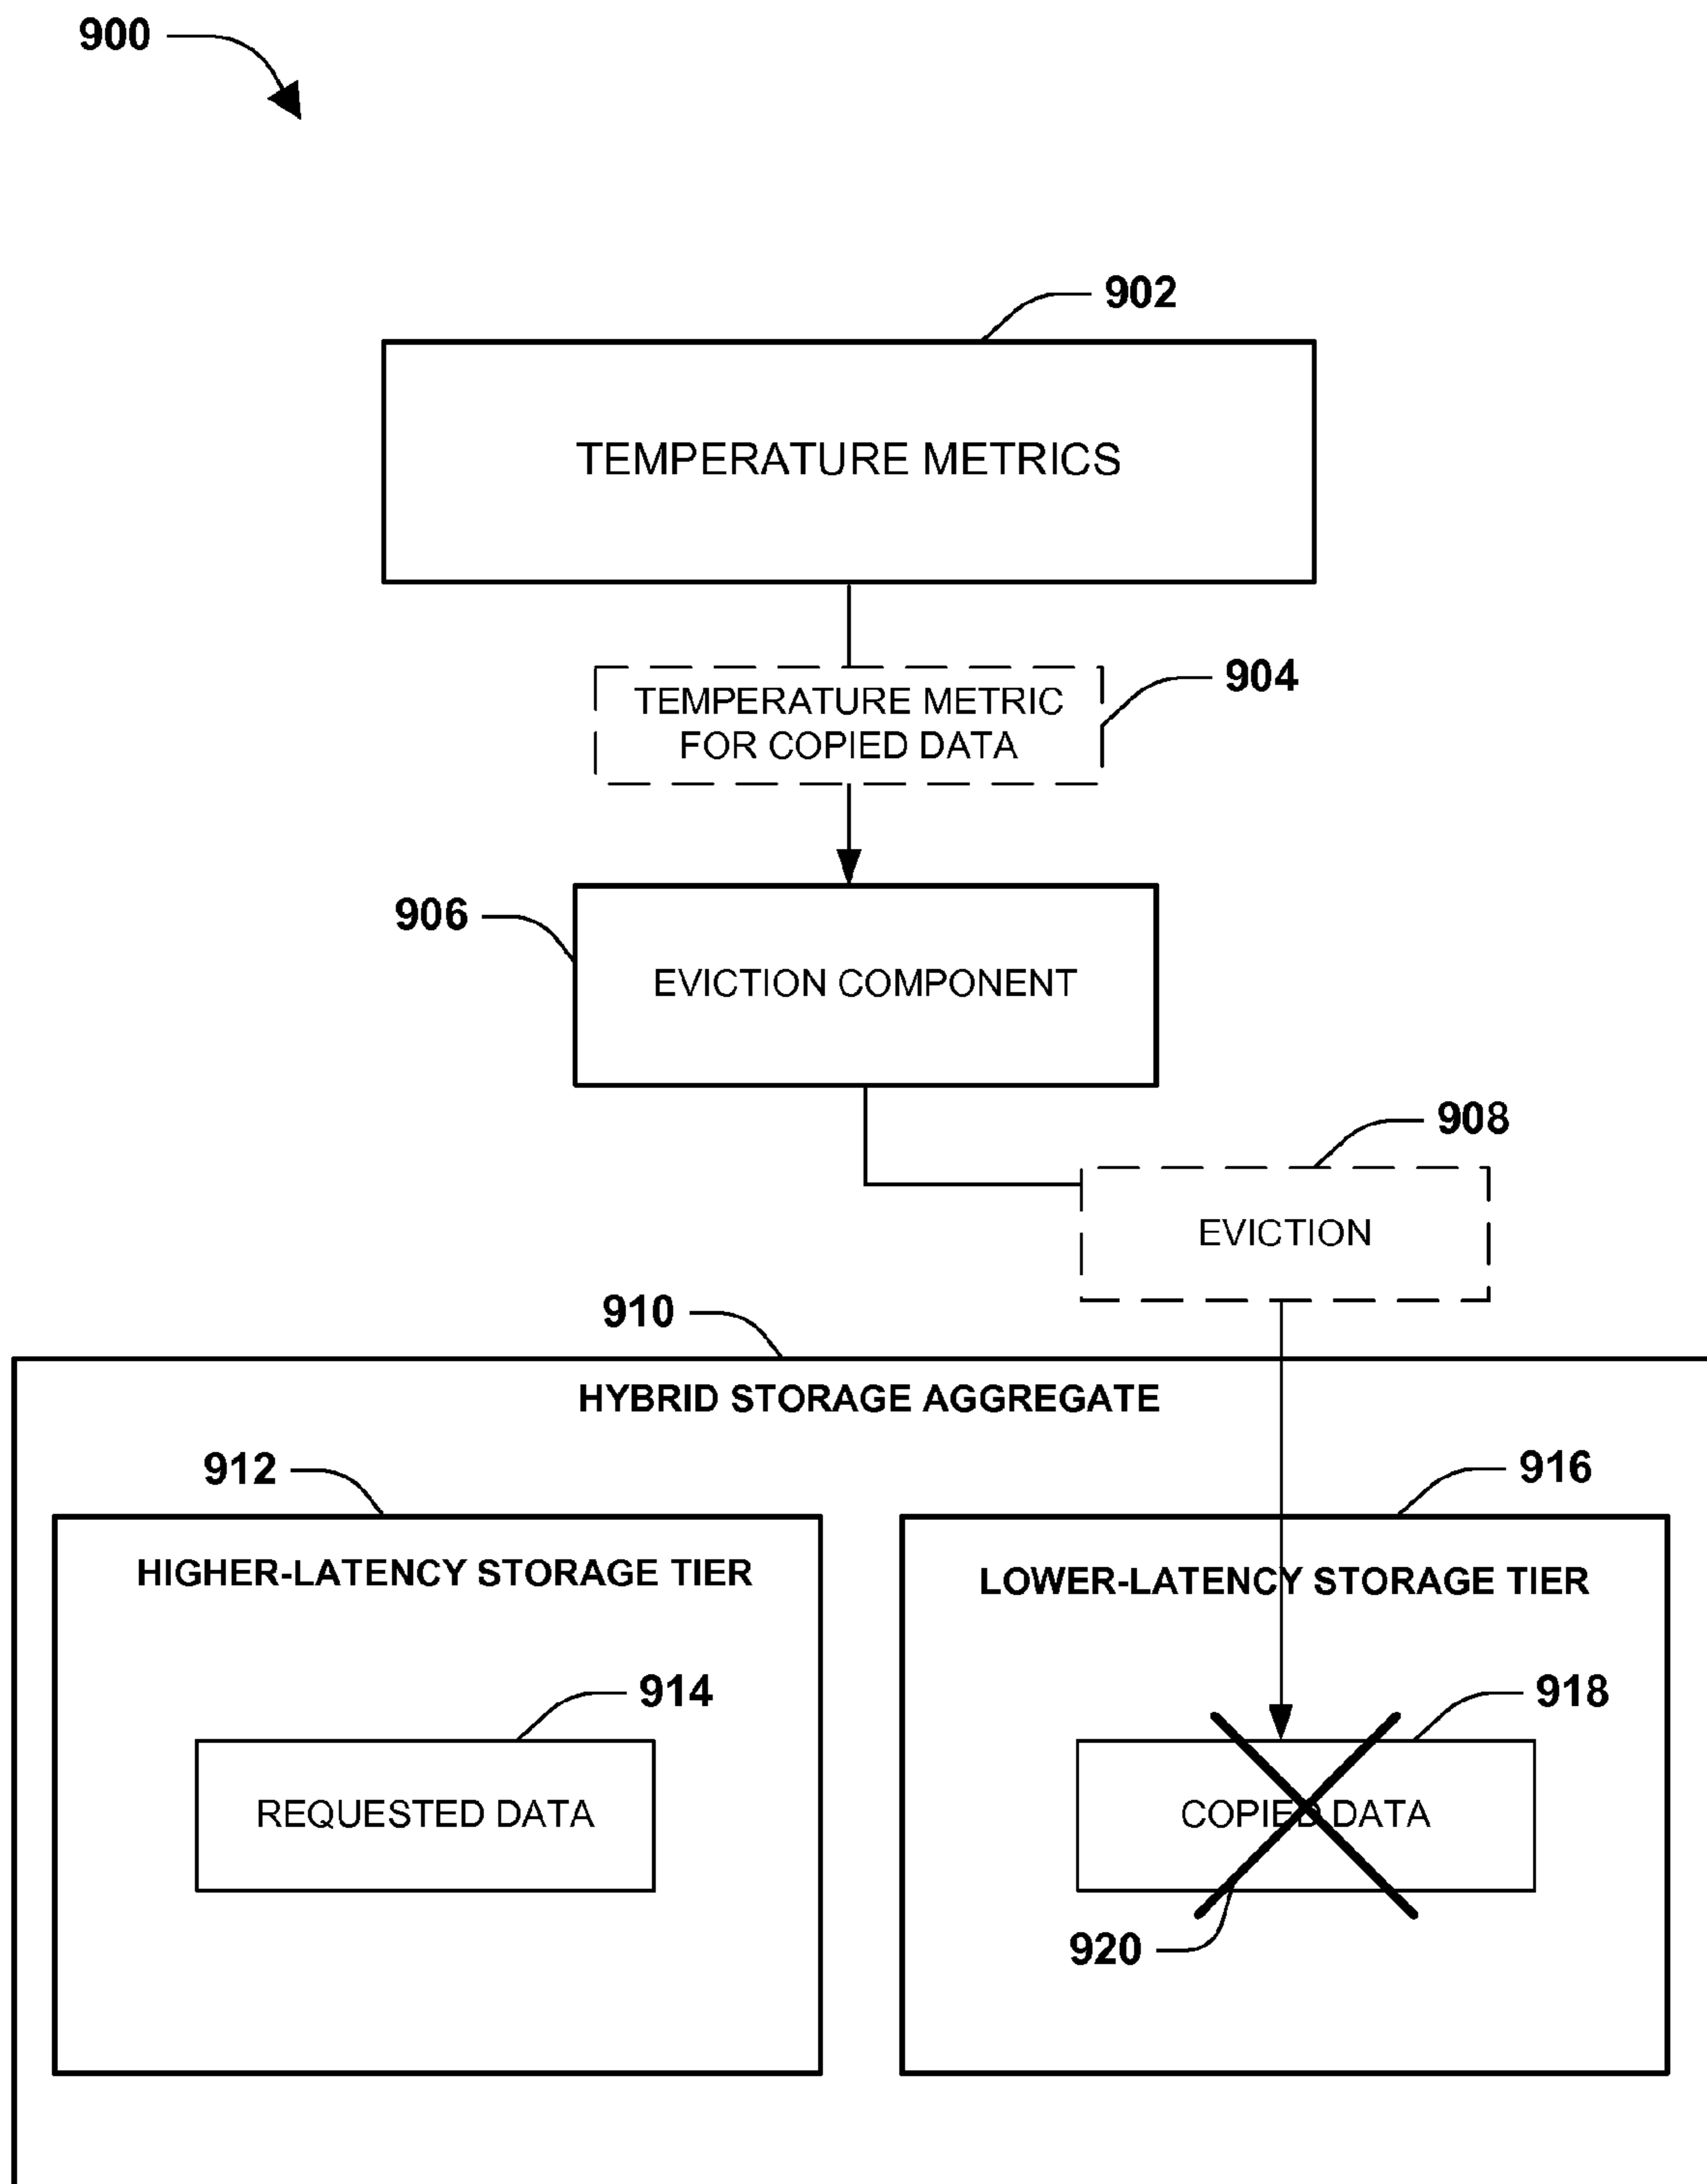 900
902
TEMPERATURE METRICS
904
TEMPERATURE METRIC
FOR COPIED DATA
906
EVICTION COMPONENT
908
EVICTION
910
HYBRID STORAGE AGGREGATE
912
916
HIGHER-LATENCY STORAGE TIER
LOWER-LATENCY STORAGE TIER
914
918
REQUESTED DATA
COPIED DATA
920